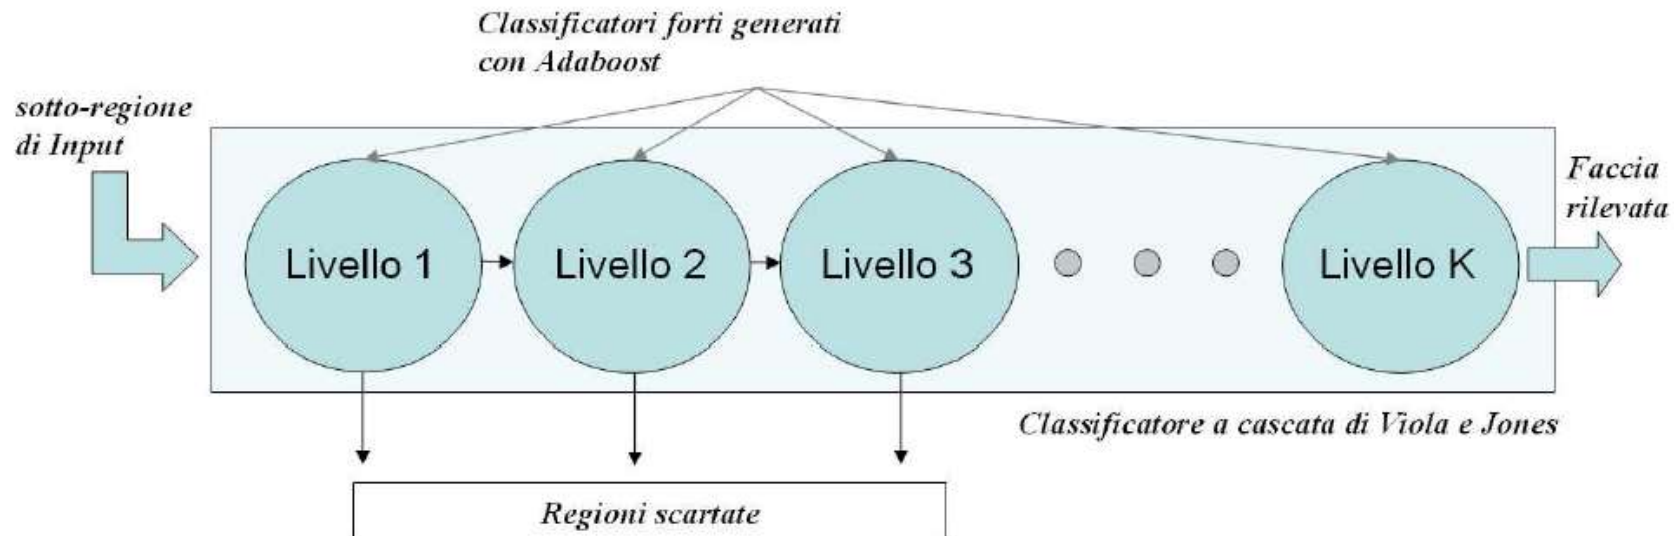 Classificatori forti generati
con Adaboost
sotto-regione
di Input
Livello 1
Livello 2
Livello 3
Livello K
Faccia
rilevata
Classificatore a cascata di Viola e Jones
Regioni scartate